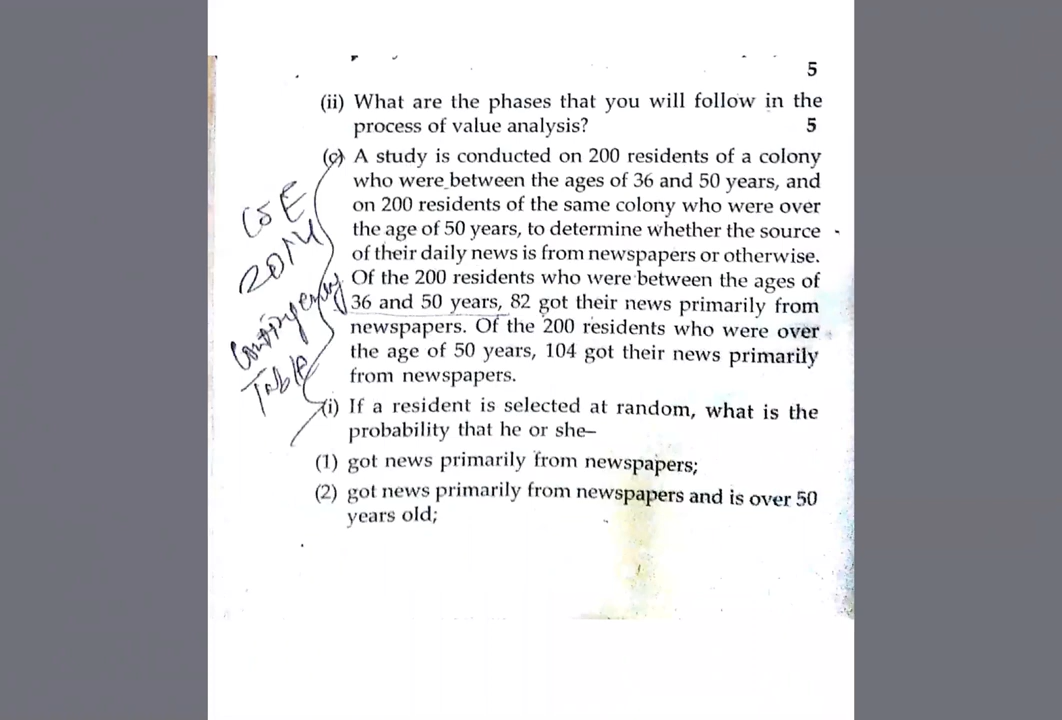 5
(ii) What are the phases that you will follow in the
process of value analysis? 5
(c) A study is conducted on 200 residents of a colony
who were between the ages of 36 and 50 years, and
on 200 residents of the same colony who were over
the age of 50 years, to determine whether the source
of their daily news is from newspapers or otherwise.
Of the 200 residents who were between the ages of
36 and 50 years, 82 got their news primarily from
newspapers. Of the 200 residents who were over
the age of 50 years, 104 got their news primarily
from newspapers.
(i) If a resident is selected at random, what is the
probability that he or she–
(1) got news primarily from newspapers;
(2) got news primarily from newspapers and is over 50
years old;
2014
Table